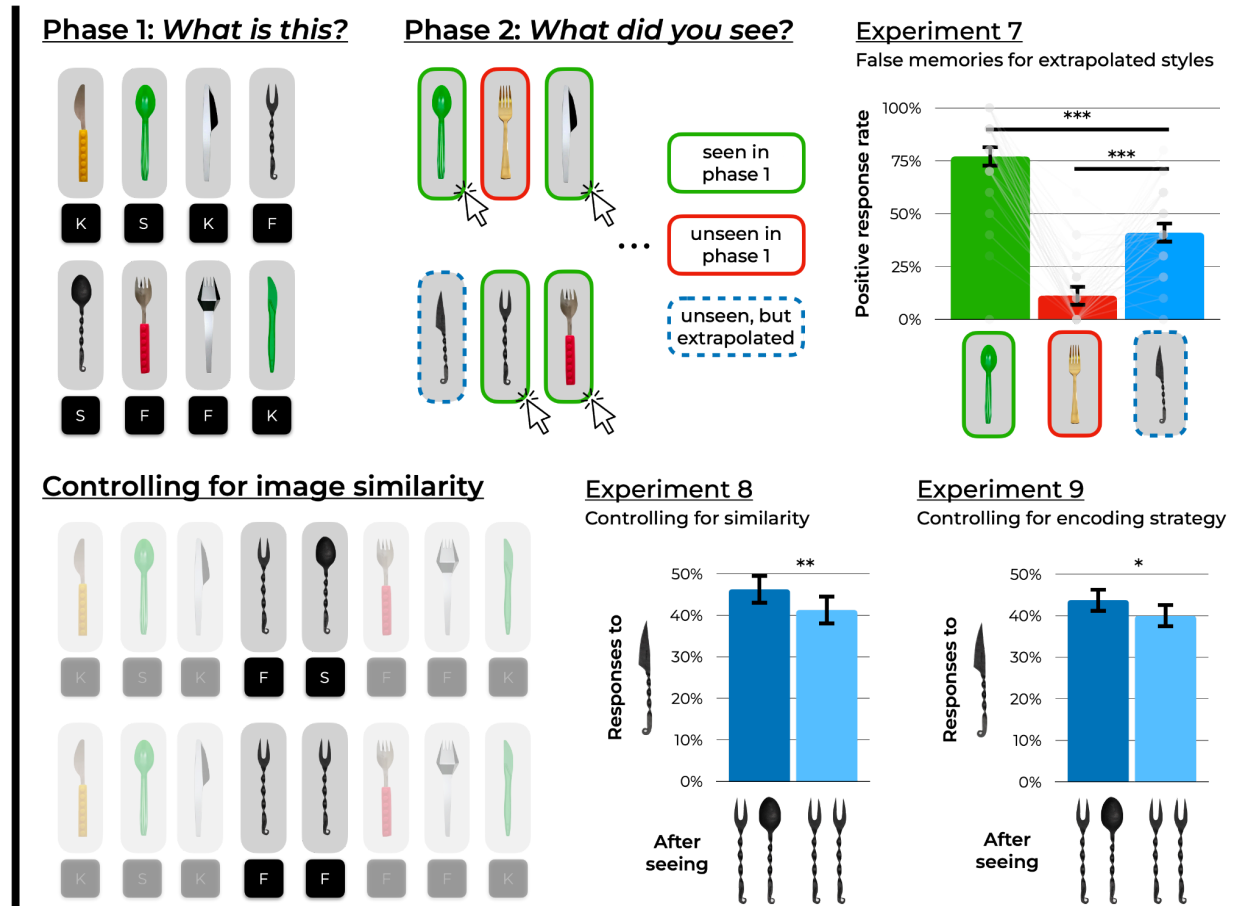 Phase 1: What is this?
K S K F
S F F K
Phase 2: What did you see?
...
seen in
phase 1
unseen in
phase 1
unseen, but
extrapolated
Experiment 7
False memories for extrapolated styles
Positive response rate
100%
75%
50%
25%
0%
***
***
Controlling for image similarity
K S K F S F F K
K S K F F F F K
Experiment 8
Controlling for similarity
Responses to
50%
40%
30%
20%
10%
0%
**
After
seeing
Experiment 9
Controlling for encoding strategy
Responses to
50%
40%
30%
20%
10%
0%
*
After
seeing